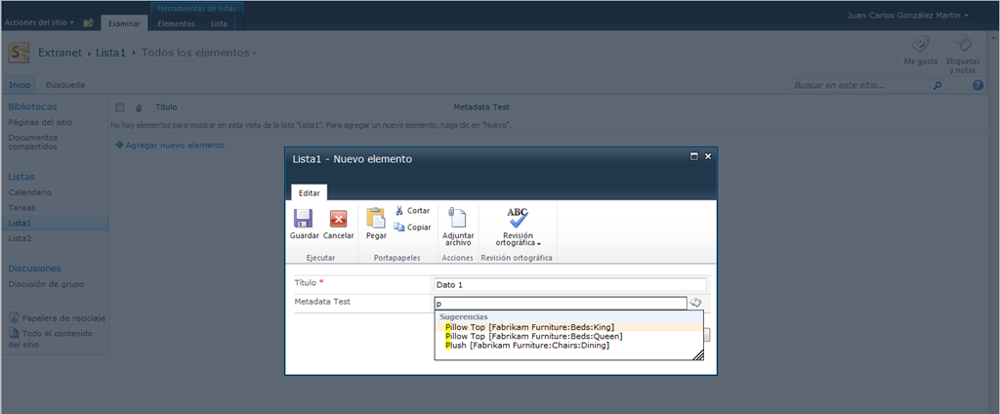 Herramientas de listas
Acciones del sitio
Examinar
Elementos
Lista
Juan Carlos González Martín
Extranet
Lista1
Todos los elementos
Me gusta
Etiquetas
y notas
Inicio
Búsqueda
Buscar en este sitio...
Bibliotecas
Páginas del sitio
Documentos
compartidos
Listas
Calendario
Tareas
Lista1
Lista2
Discusiones
Discusión de grupo
Papelera de reciclaje
Todo el contenido
del sitio
Título
Metadata Test
No hay elementos para mostrar en esta vista de la lista "Lista1". Para agregar un nuevo elemento, haga clic en "Nuevo".
Agregar nuevo elemento
Lista1 - Nuevo elemento
Editar
Guardar
Cancelar
Pegar
Cortar
Copiar
Adjuntar
archivo
ABC
Revisión
ortográfica
Ejecutar
Portapapeles
Acciones
Revisión ortográfica
Título *
Dato 1
Metadata Test
p
Sugerencias
Pillow Top [Fabrikam Furniture:Beds:King]
Pillow Top [Fabrikam Furniture:Beds:Queen]
Plush [Fabrikam Furniture:Chairs:Dining]